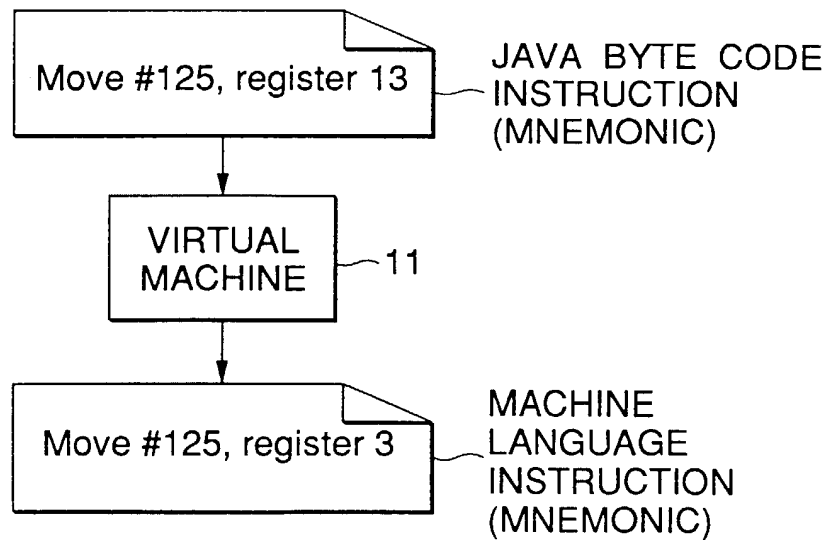 Move #125, register 13
JAVA BYTE CODE
INSTRUCTION
(MNEMONIC)
VIRTUAL
MACHINE
11
Move #125, register 3
MACHINE
LANGUAGE
INSTRUCTION
(MNEMONIC)